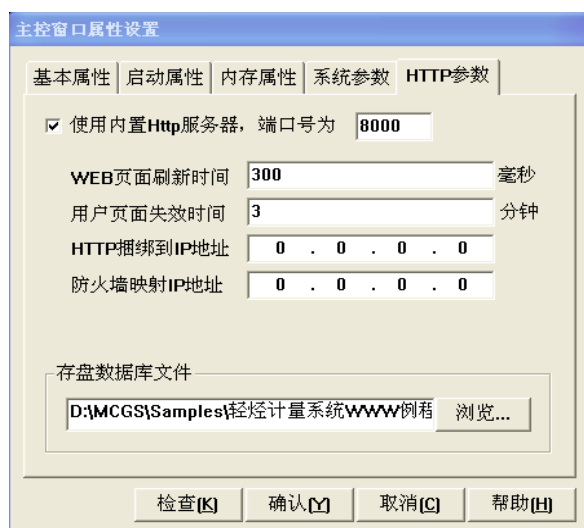 主控窗口属性设置
基本属性 启动属性 内存属性 系统参数 HTTP参数
使用内置Http服务器，端口号为 8000
WEB页面刷新时间 300 毫秒
用户页面失效时间 3 分钟
HTTP捆绑到IP地址 0 . 0 . 0 . 0
防火墙映射IP地址 0 . 0 . 0 . 0
存盘数据库文件
D:\MCGS\Samples\轻烃计量系统WWW例程 浏览...
检查(K) 确认(Y) 取消(C) 帮助(H)